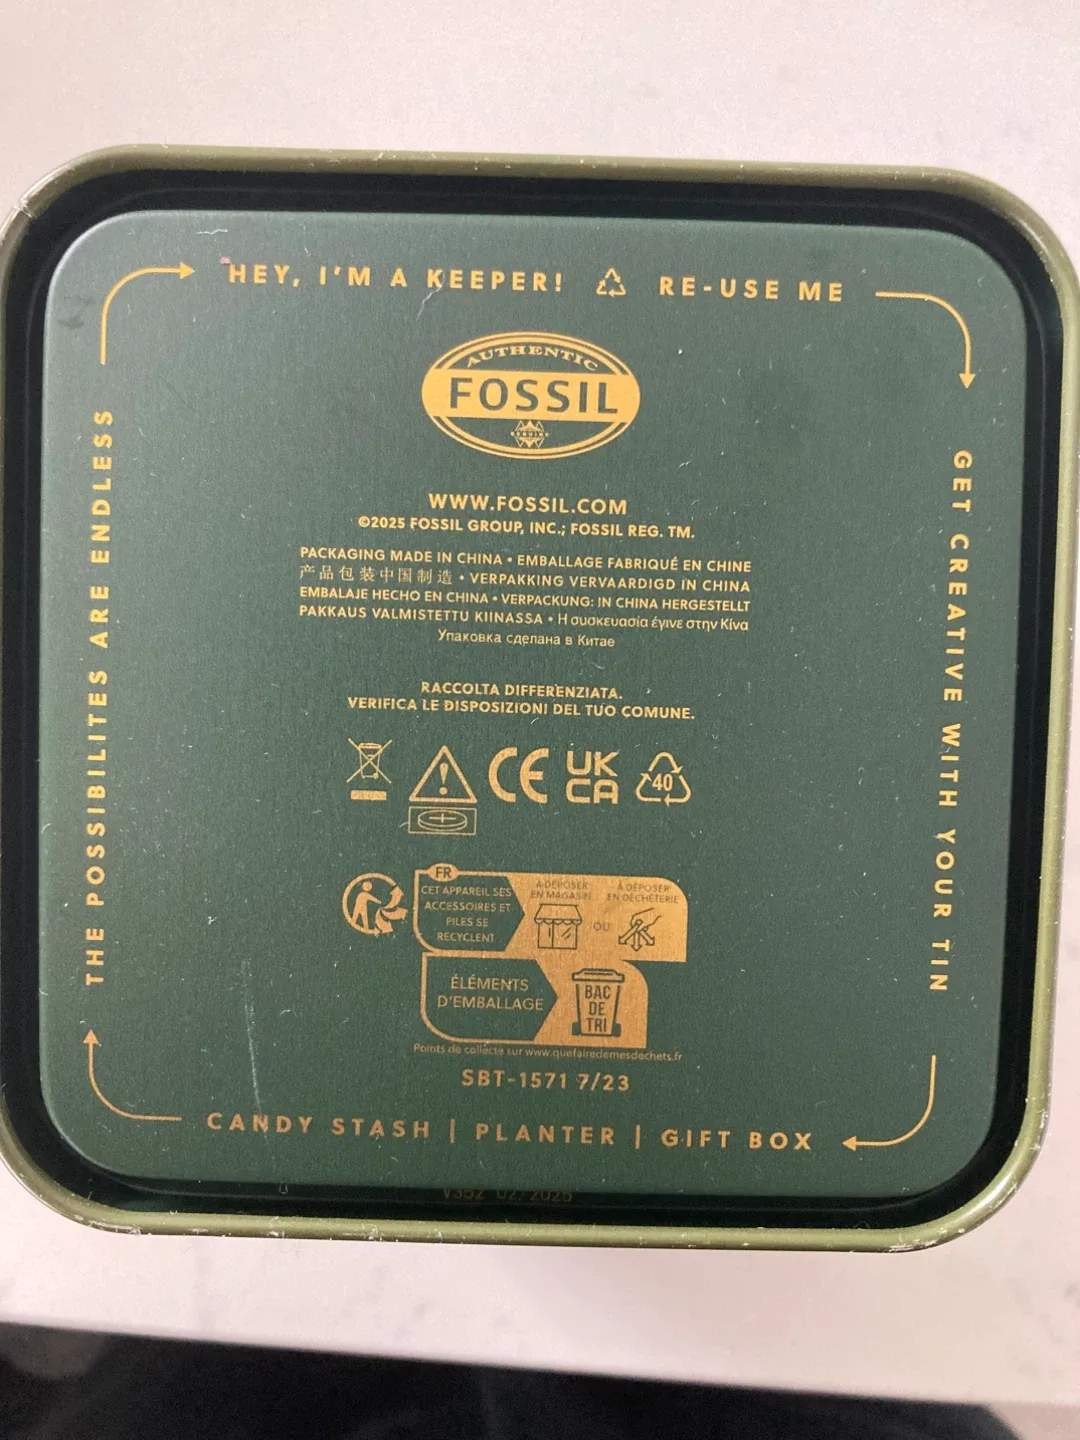 HEY, I'M A KEEPER! RE-USE ME
GET CREATIVE WITH YOUR TIN
CANDY STASH | PLANTER | GIFT BOX
THE POSSIBILITES ARE ENDLESS
AUTHENTIC
FOSSIL
GENUINE
WWW.FOSSIL.COM
©2025 FOSSIL GROUP, INC.; FOSSIL REG. TM.
PACKAGING MADE IN CHINA • EMBALLAGE FABRIQUÉ EN CHINE
产品包装中国制造 • VERPAKKING VERVAARDIGD IN CHINA
EMBALAJE HECHO EN CHINA • VERPACKUNG: IN CHINA HERGESTELLT
PAKKAUS VALMISTETTU KIINASSA • Η συσκευασία έγινε στην Κίνα
Упаковка сделана в Китае
RACCOLTA DIFFERENZIATA.
VERIFICA LE DISPOSIZIONI DEL TUO COMUNE.
CE UK
CA 40
FR
CET APPAREIL SES
ACCESSOIRES ET
PILES SE
RECYCLENT
À DÉPOSER
EN MAGASIN
OU
À DÉPOSER
EN DÉCHÈTERIE
ÉLÉMENTS
D'EMBALLAGE
BAC
DE
TRI
Points de collecte sur www.quefairedemesdechets.fr
SBT-1571 7/23
V352 02/2025